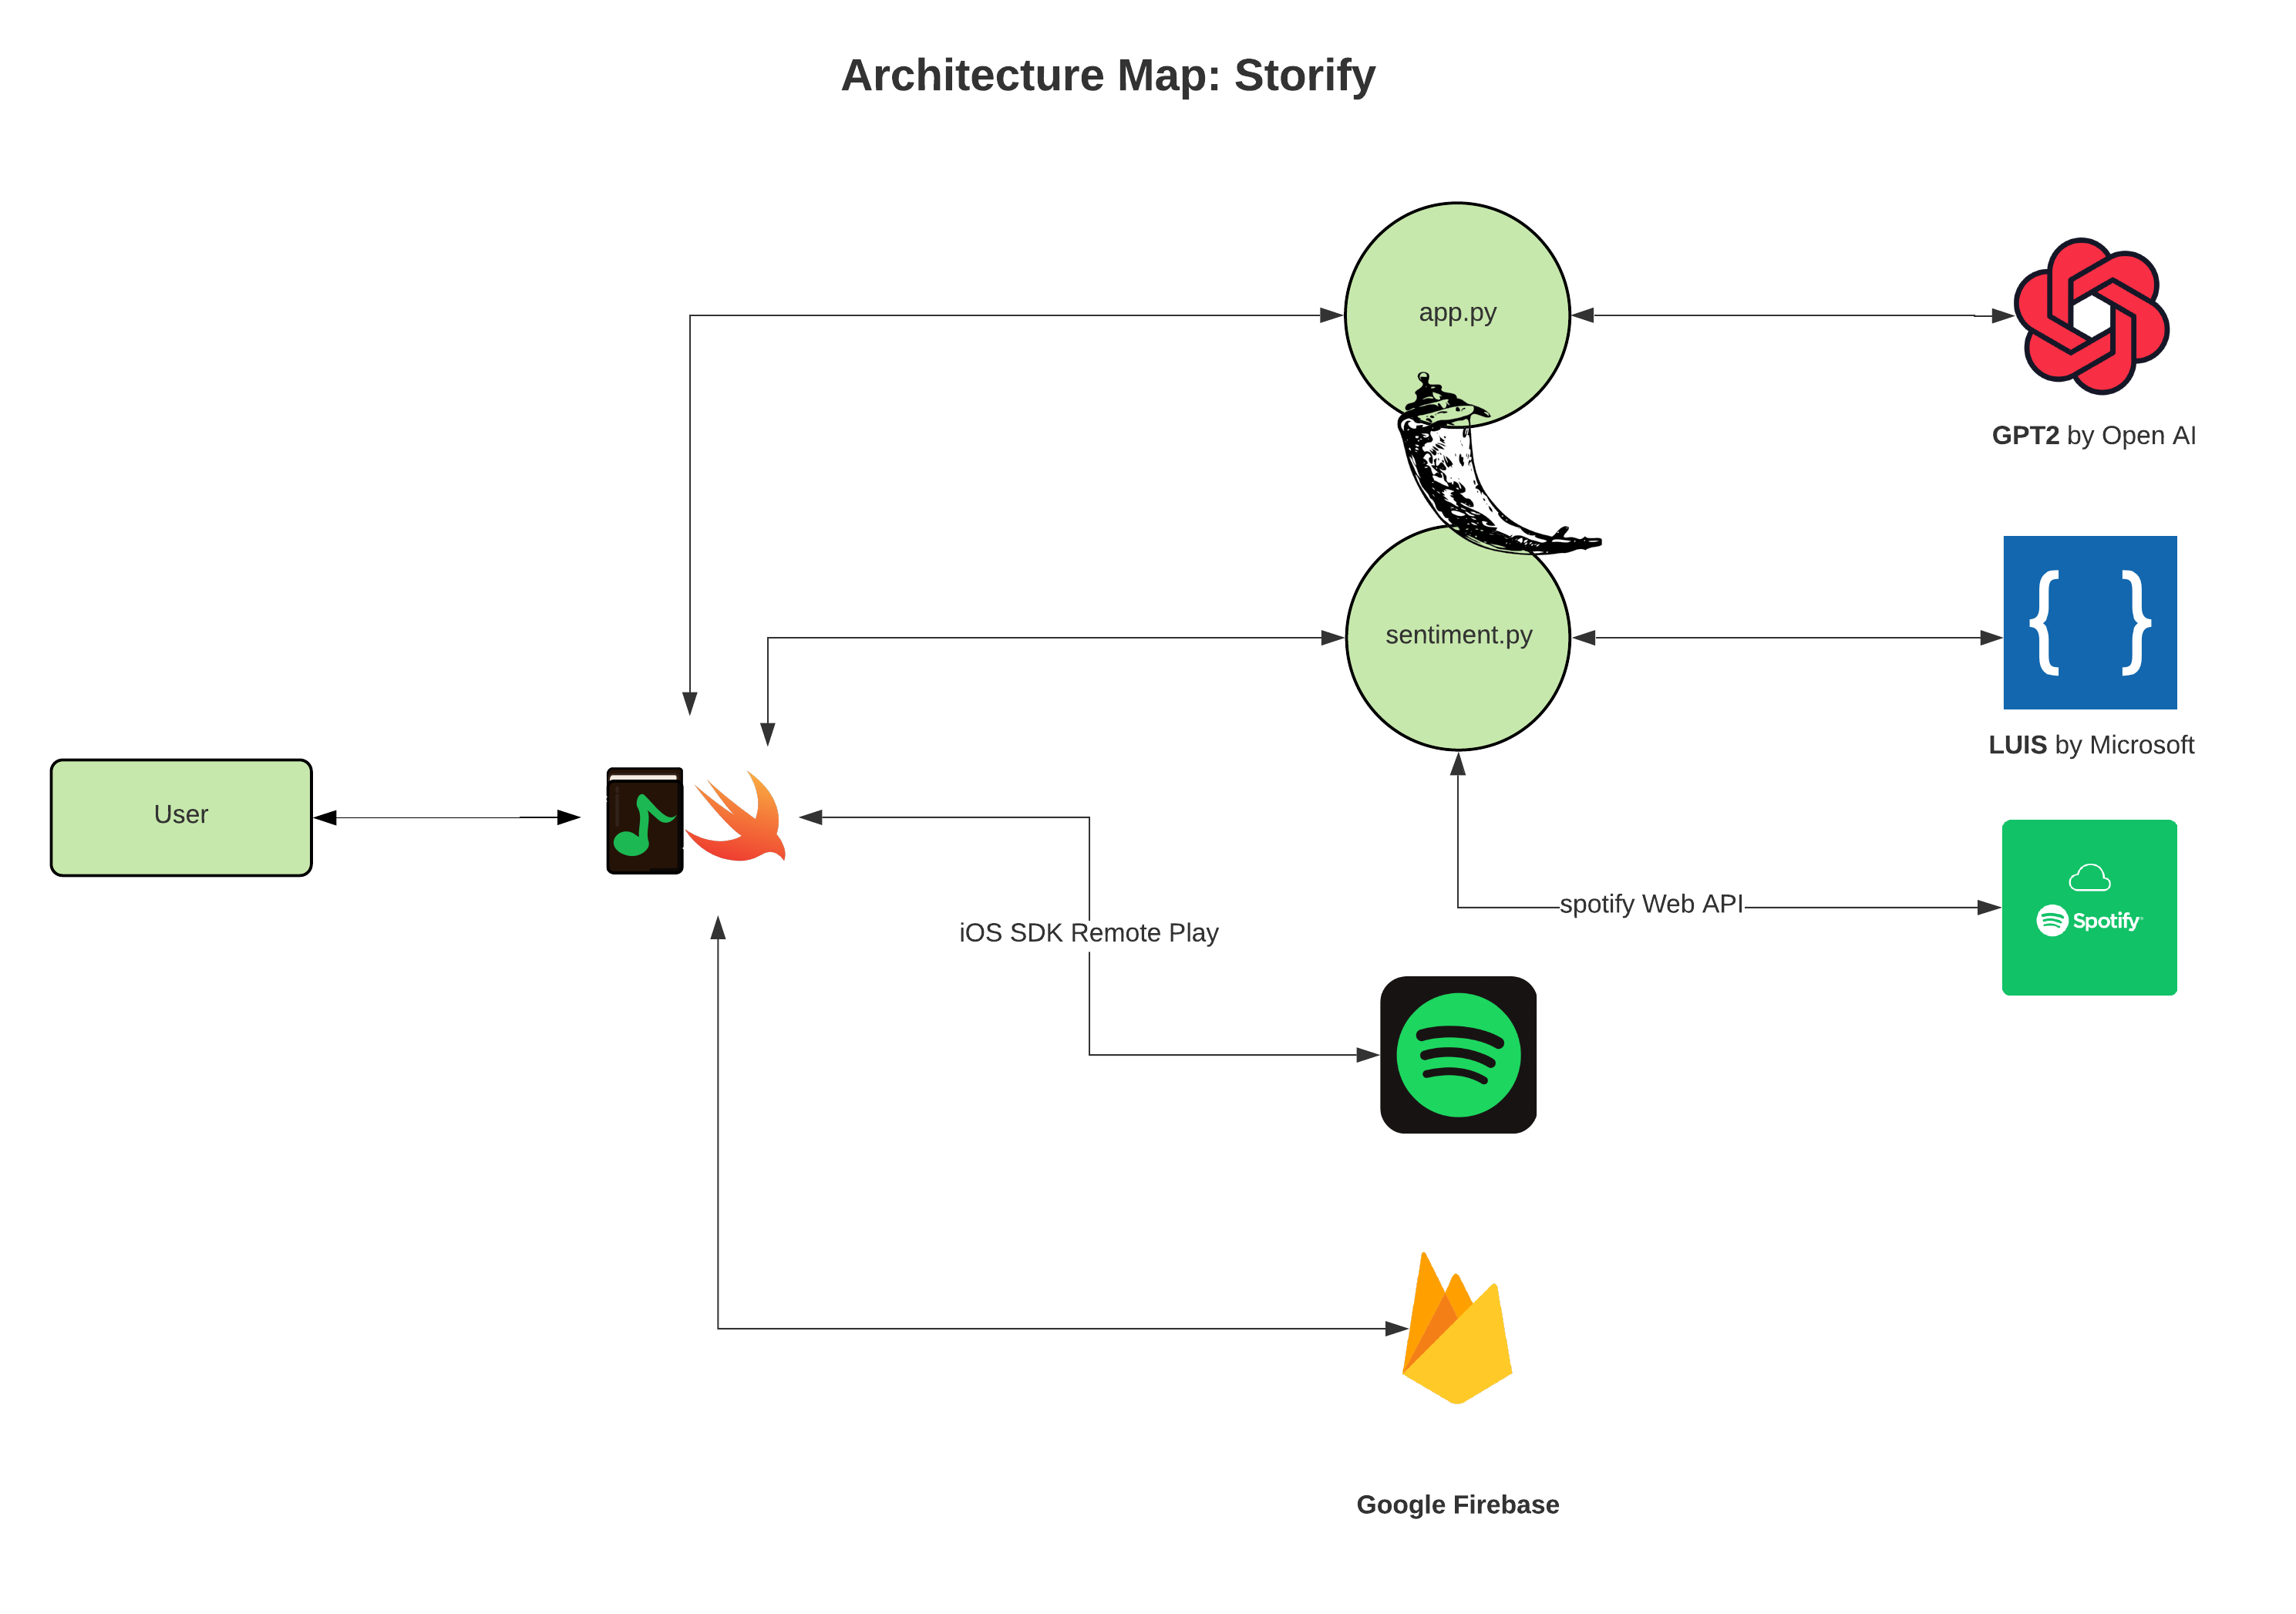 Architecture Map: Storify
app.py
GPT2 by Open AI
sentiment.py
LUIS by Microsoft
User
spotify Web API
Spotify
iOS SDK Remote Play
Google Firebase